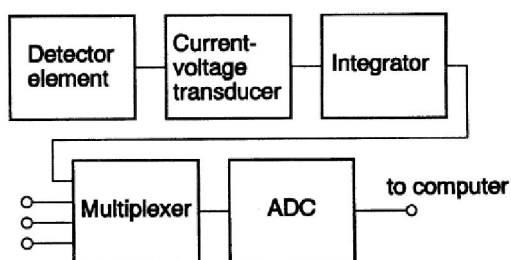 Detector
element
Current-
voltage
transducer
Integrator
Multiplexer
ADC
to computer